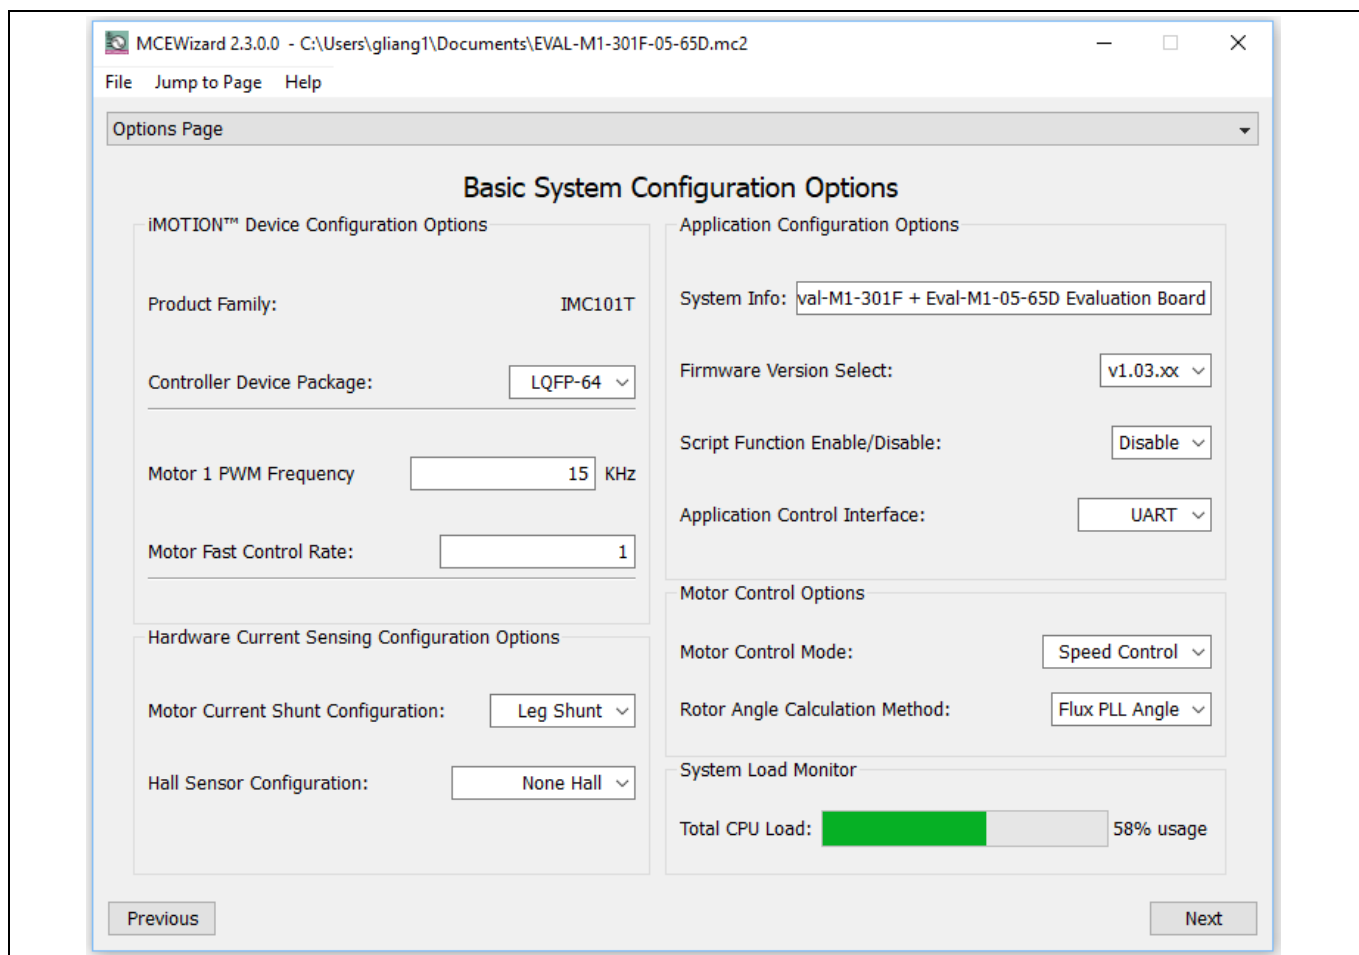 MCEWizard 2.3.0.0 - C:\Users\gliang1\Documents\EVAL-M1-301F-05-65D.mc2
File Jump to Page Help
Options Page
Basic System Configuration Options
iMOTION™ Device Configuration Options
Product Family: IMC101T
Controller Device Package: LQFP-64
Motor 1 PWM Frequency 15 KHz
Motor Fast Control Rate: 1
Hardware Current Sensing Configuration Options
Motor Current Shunt Configuration: Leg Shunt
Hall Sensor Configuration: None Hall
Application Configuration Options
System Info: val-M1-301F + Eval-M1-05-65D Evaluation Board
Firmware Version Select: v1.03.xx
Script Function Enable/Disable: Disable
Application Control Interface: UART
Motor Control Options
Motor Control Mode: Speed Control
Rotor Angle Calculation Method: Flux PLL Angle
System Load Monitor
Total CPU Load: 58% usage
Previous Next